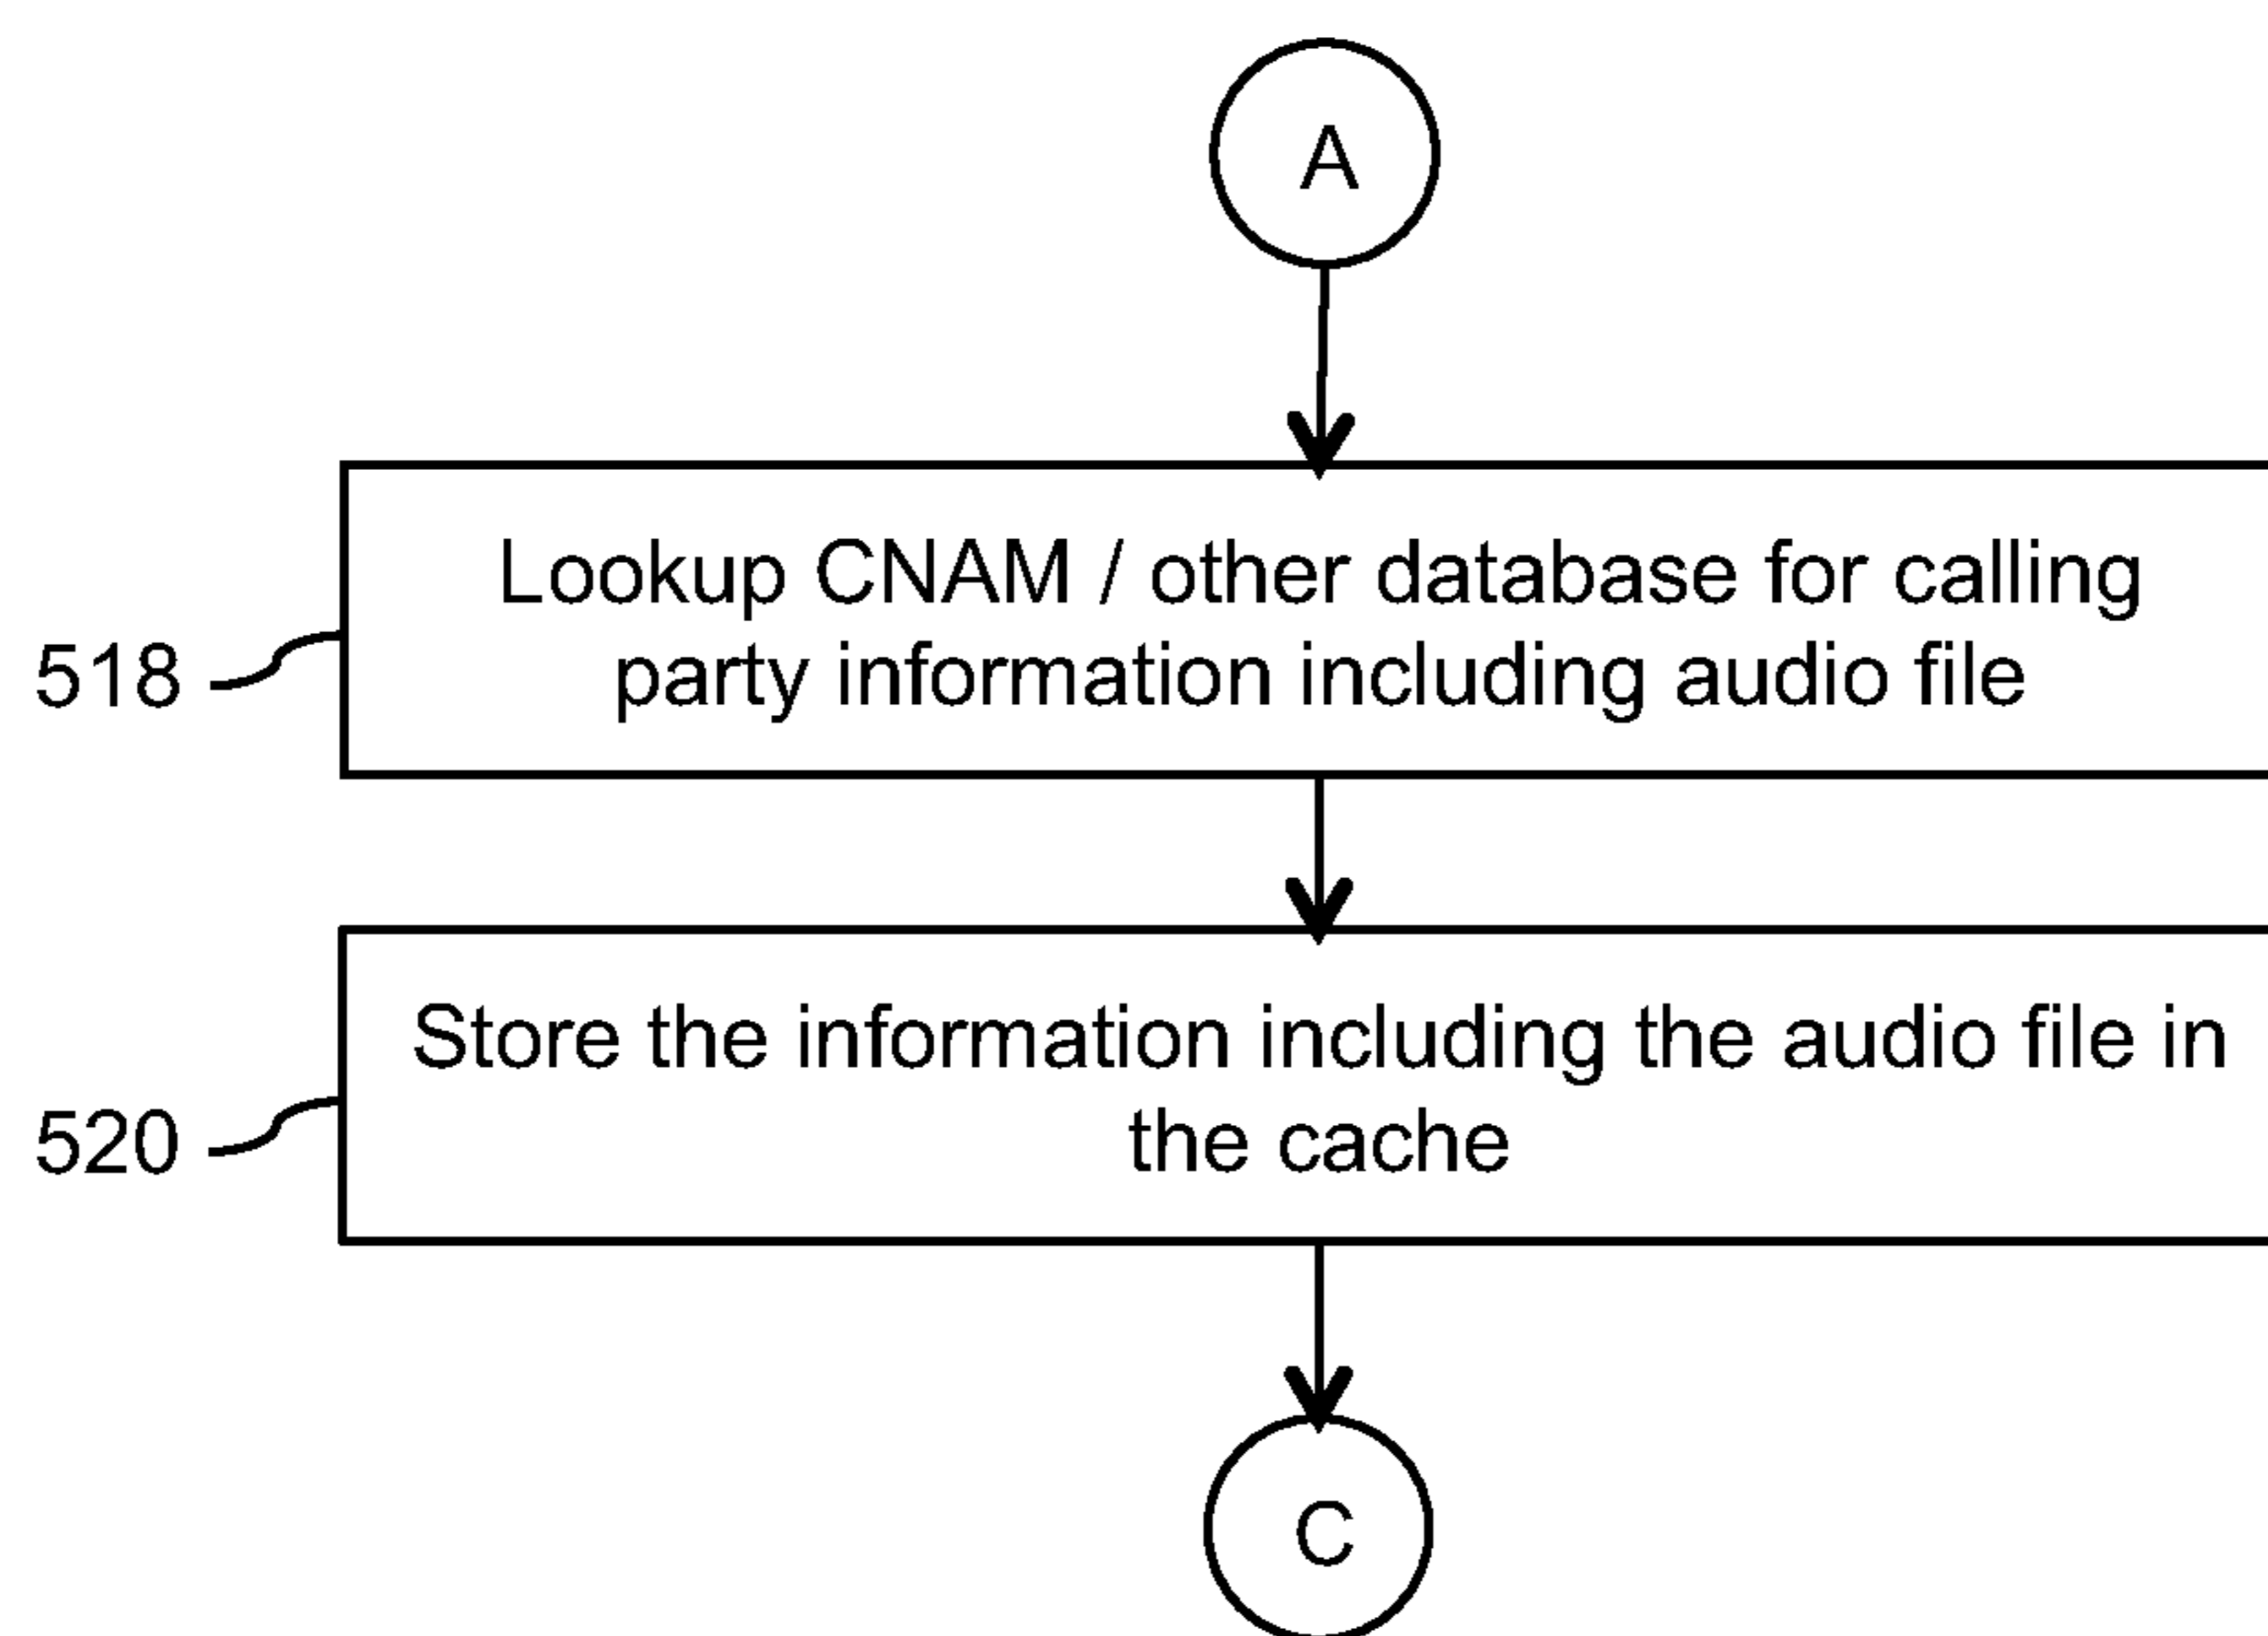 A
Lookup CNAM / other database for calling
party information including audio file
518
Store the information including the audio file in
the cache
520
C